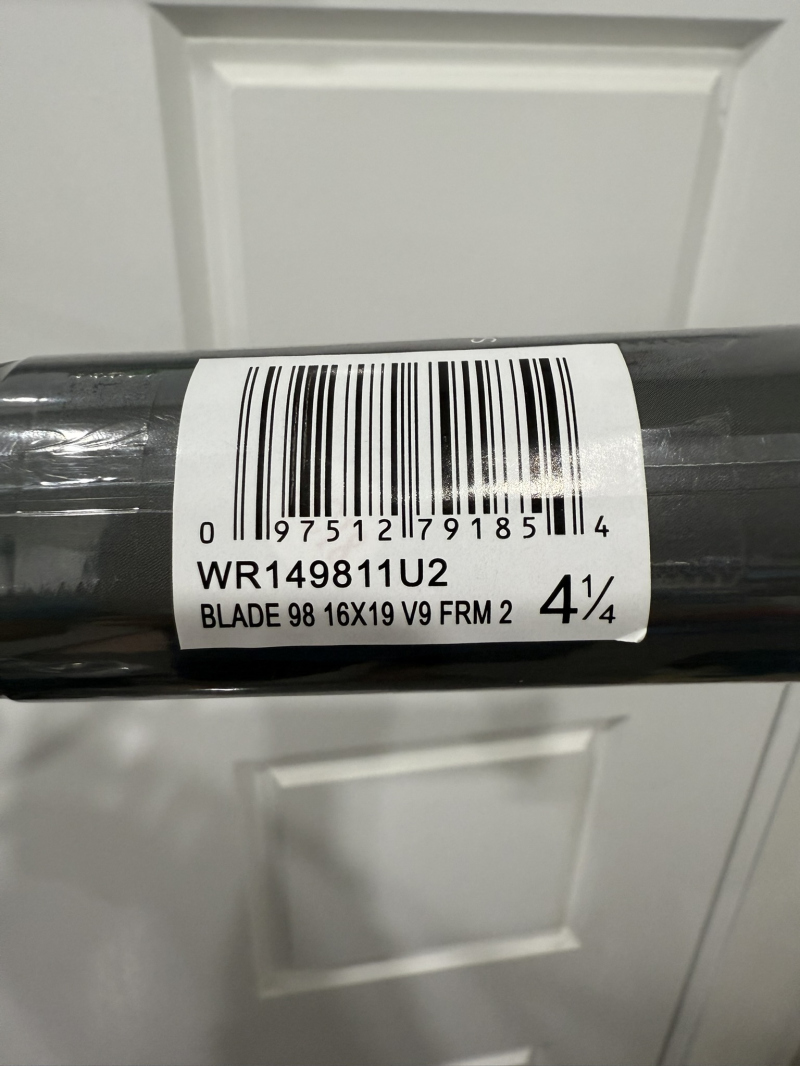 S
0 97512 79185 4
WR149811U2
BLADE 98 16X19 V9 FRM 2 4¼